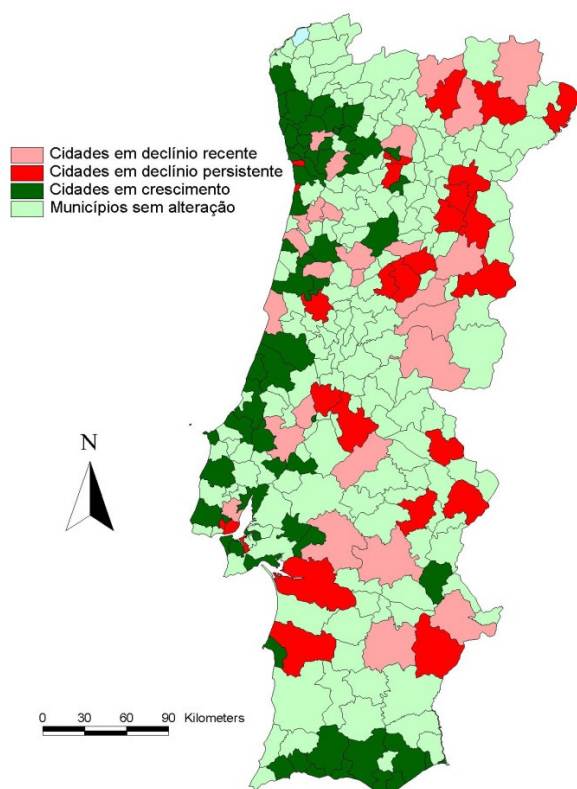 Cidades em declínio recente
Cidades em declínio persistente
Cidades em crescimento
Municípios sem alteração
N
0 30 60 90 Kilometers